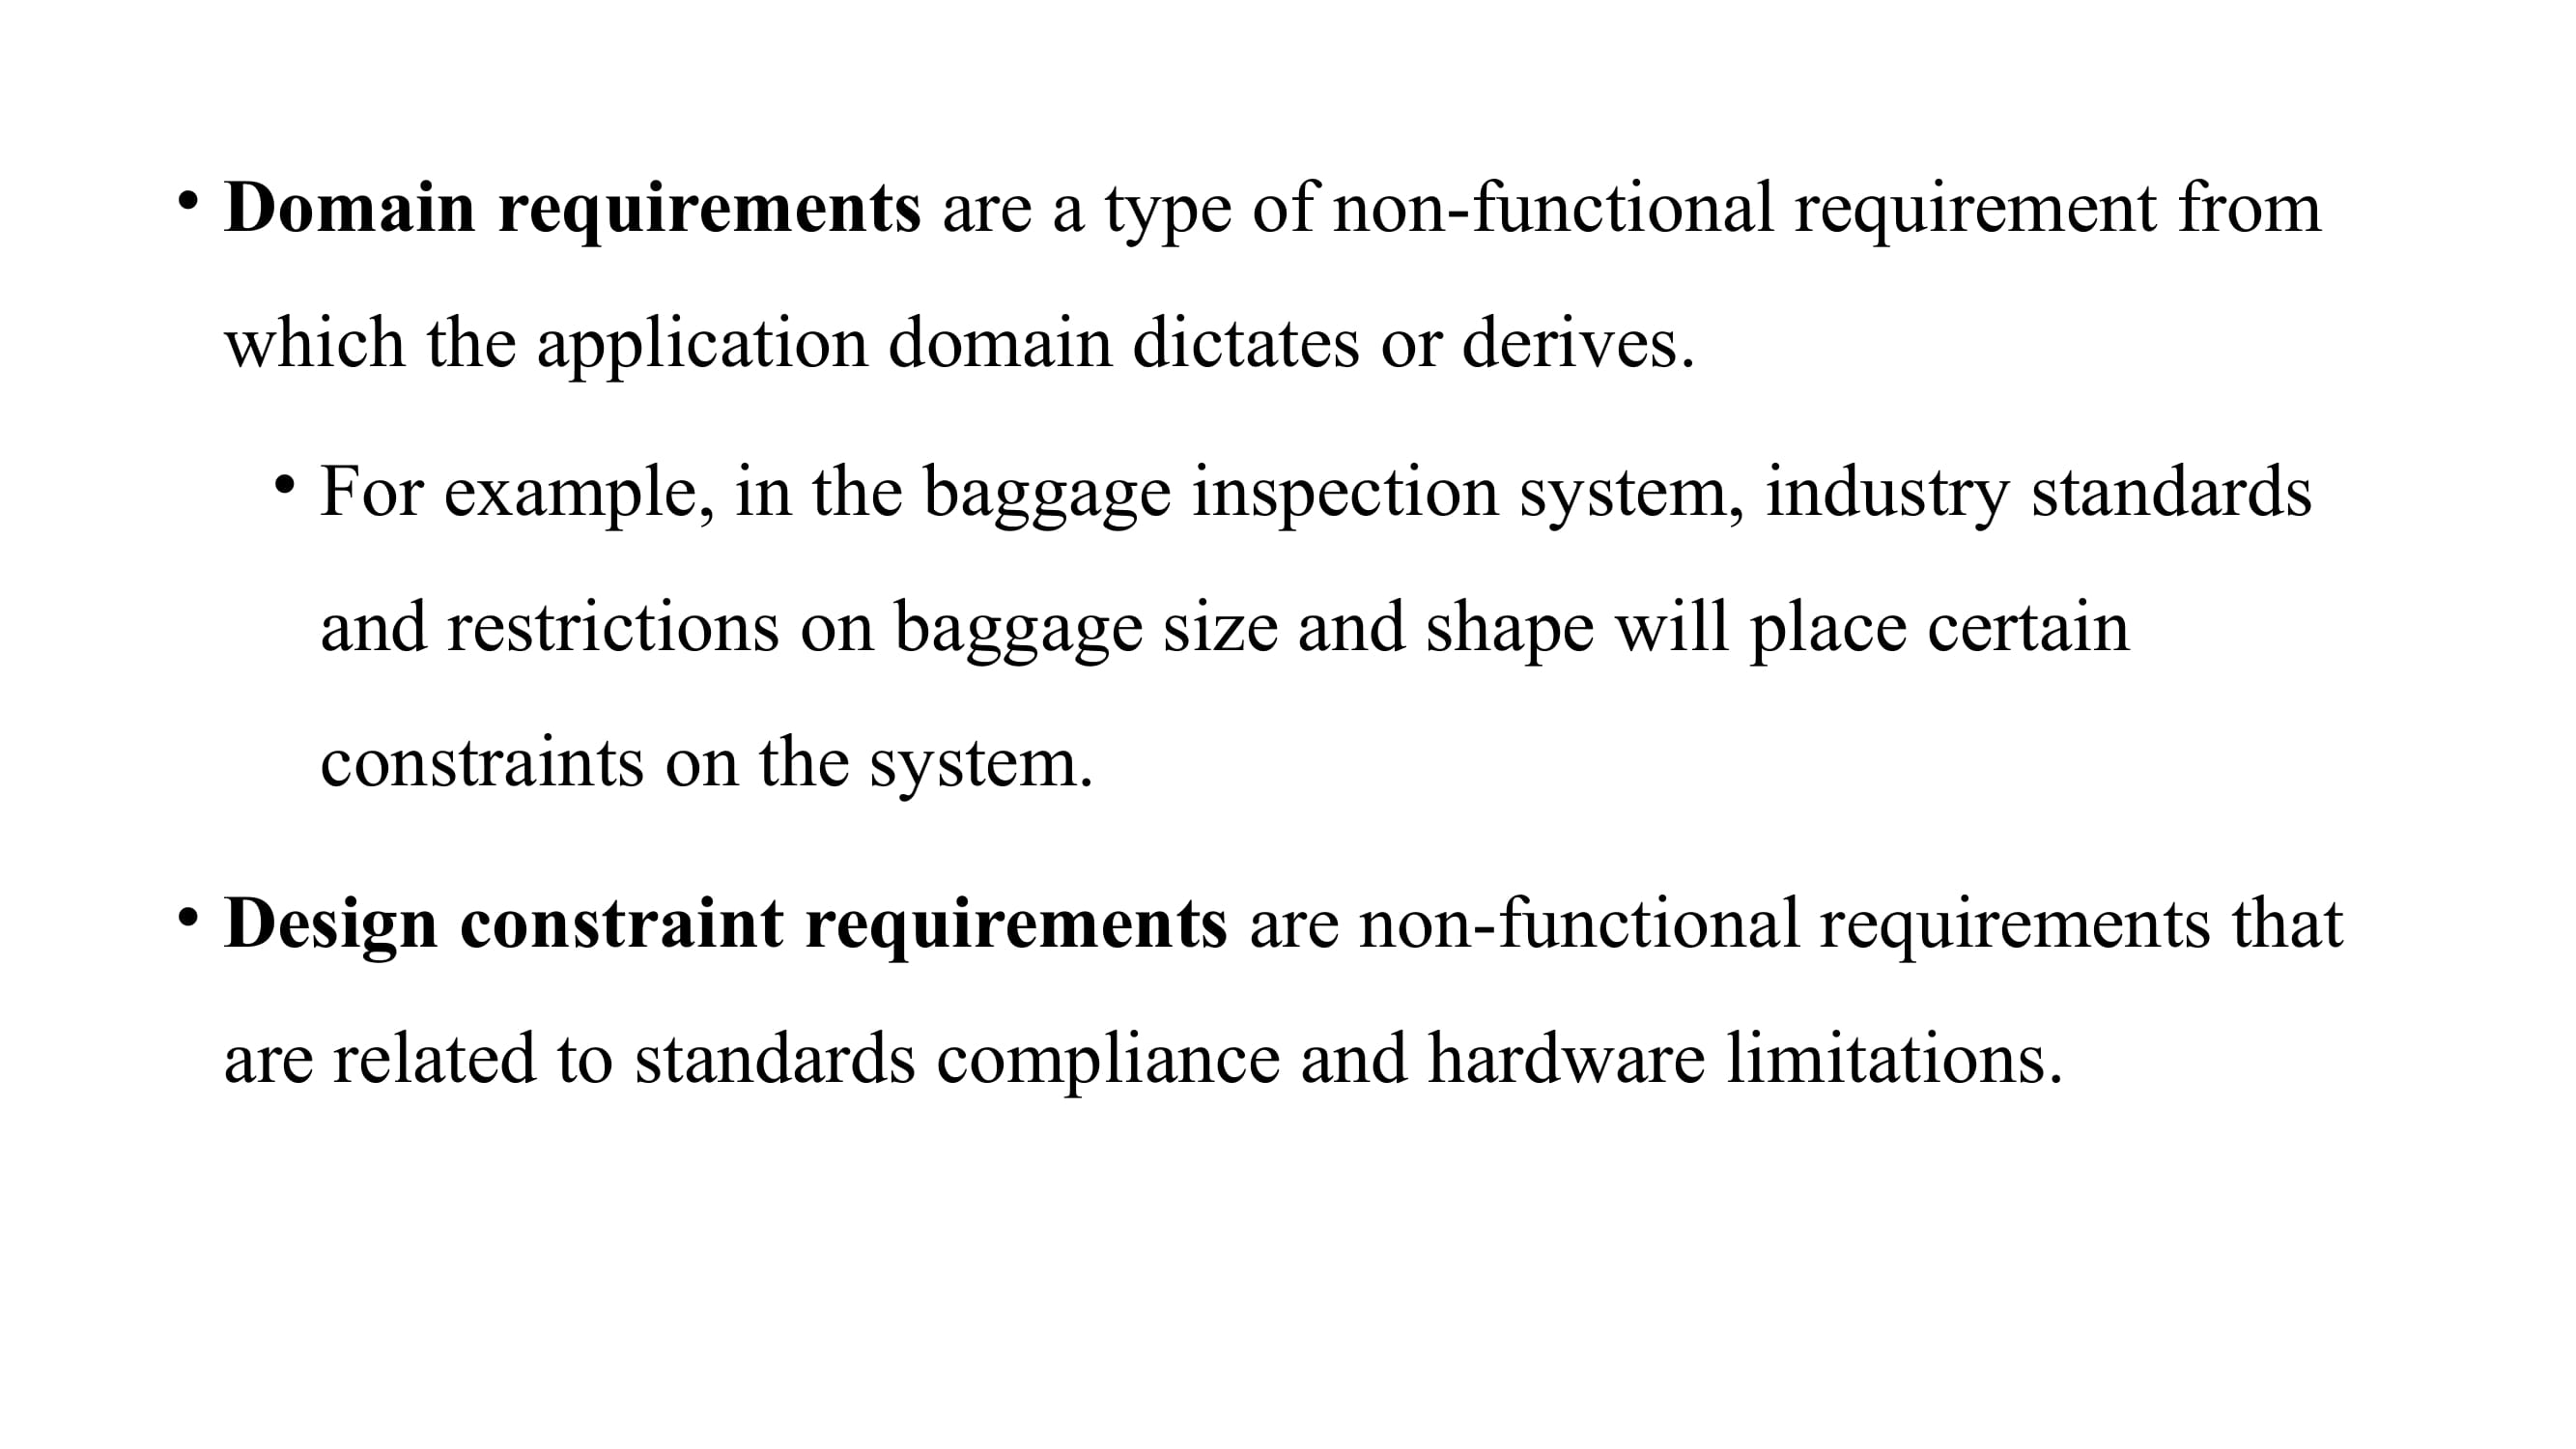 • Domain requirements are a type of non-functional requirement from
which the application domain dictates or derives.
• For example, in the baggage inspection system, industry standards
and restrictions on baggage size and shape will place certain
constraints on the system.
• Design constraint requirements are non-functional requirements that
are related to standards compliance and hardware limitations.